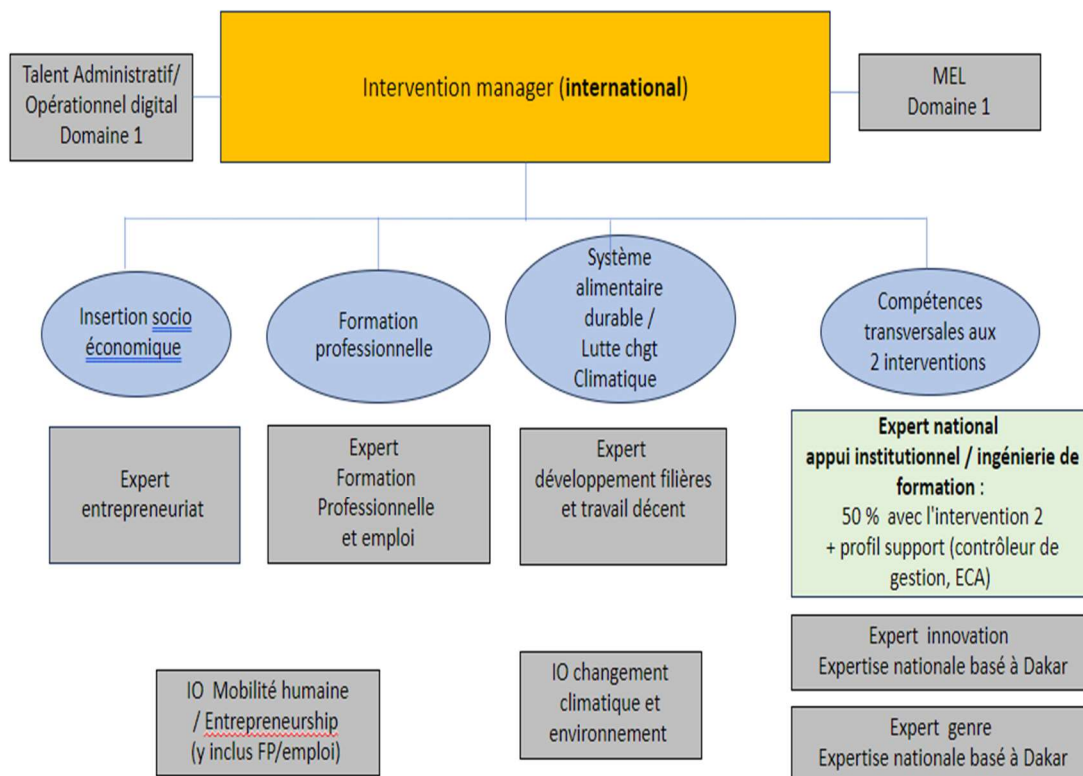 Talent Administratif/
Opérationnel digital
Domaine 1
Intervention manager (international)
MEL
Domaine 1
Insertion socio
économique
Formation
professionnelle
Système
alimentaire
durable /
Lutte chgt
Climatique
Compétences
transversales aux
2 interventions
Expert
entrepreneuriat
Expert
Formation
Professionnelle
et emploi
Expert
développement filières
et travail décent
Expert national
appui institutionnel / ingénierie de
formation :
50 % avec l'intervention 2
+ profil support (contrôleur de
gestion, ECA)
IO Mobilité humaine
/ Entrepreneurship
(y inclus FP/emploi)
IO changement
climatique et
environnement
Expert innovation
Expertise nationale basé à Dakar
Expert genre
Expertise nationale basé à Dakar